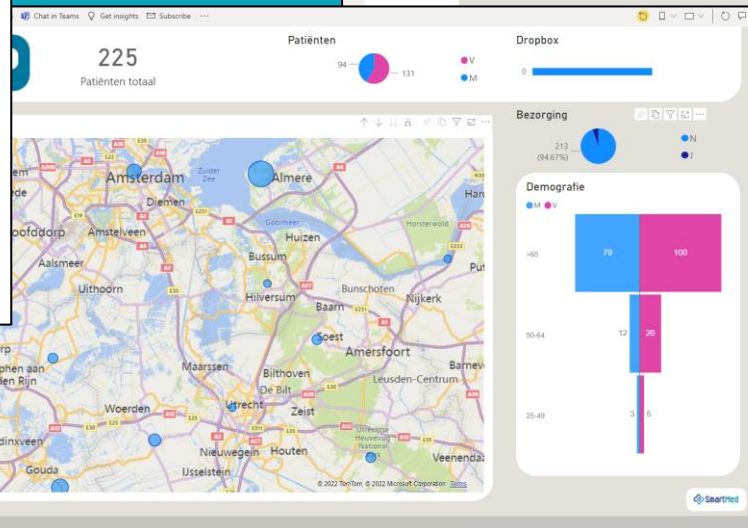 Chat in Teams Get insights Subscribe ...
225
Patiënten totaal
Patiënten
94
131
V
M
Dropbox
0
Bezorging
213
(94.67%)
N
J
Demografie
M V
>65
79
100
50-64
12
26
25-49
3
5
Amsterdam
Zuider
Zee
Almere
Diemen
Amstelveen
Gooimeer
Horsterwold
Huizen
Aalsmeer
Bussum
Uithoorn
Hilversum
Bunschoten
Nijkerk
Baarn
Soest
Amersfoort
Maarssen
Bilthoven
De Bilt
Leusden-Centrum
Woerden
Utrecht
Zeist
Nieuwegein
Houten
Utrechtse
Heuvelrug
National
Gouda
IJsselstein
© 2022 TomTom, © 2022 Microsoft Corporation Terms
SmartMed